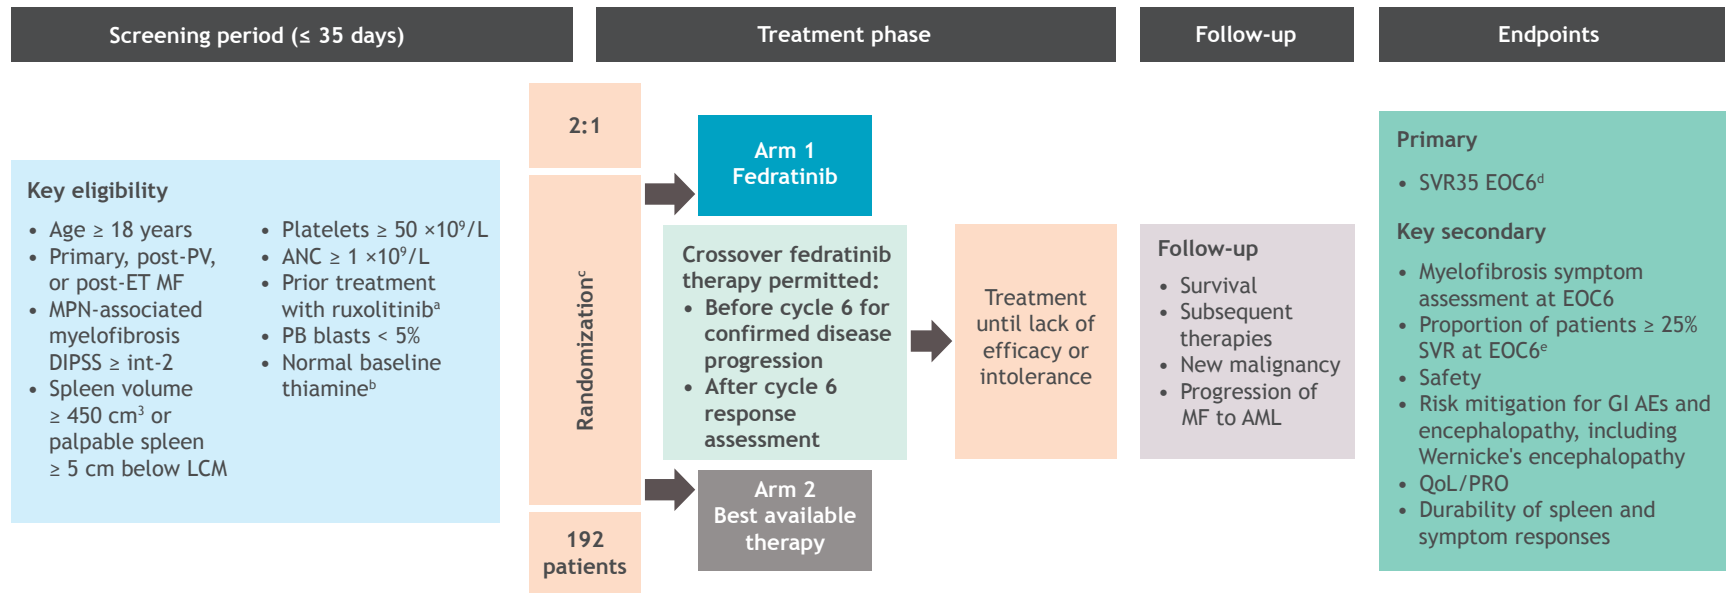 Screening period (≤ 35 days)
Treatment phase
Follow-up
Endpoints
Key eligibility
• Age ≥ 18 years
• Primary, post-PV,
or post-ET MF
• MPN-associated
myelofibrosis
DIPSS ≥ int-2
• Spleen volume
≥ 450 cm³ or
palpable spleen
≥ 5 cm below LCM
• Platelets ≥ 50 ×10⁹/L
• ANC ≥ 1 ×10⁹/L
• Prior treatment
with ruxolitinibᵃ
• PB blasts < 5%
• Normal baseline
thiamineᵇ
2:1
Randomizationᶜ
192
patients
Arm 1
Fedratinib
Crossover fedratinib
therapy permitted:
• Before cycle 6 for
confirmed disease
progression
• After cycle 6
response
assessment
Arm 2
Best available
therapy
Treatment
until lack of
efficacy or
intolerance
Follow-up
• Survival
• Subsequent
therapies
• New malignancy
• Progression of
MF to AML
Primary
• SVR35 EOC6ᵈ
Key secondary
• Myelofibrosis symptom
assessment at EOC6
• Proportion of patients ≥ 25%
SVR at EOC6ᵉ
• Safety
• Risk mitigation for GI AEs and
encephalopathy, including
Wernicke's encephalopathy
• QoL/PRO
• Durability of spleen and
symptom responses